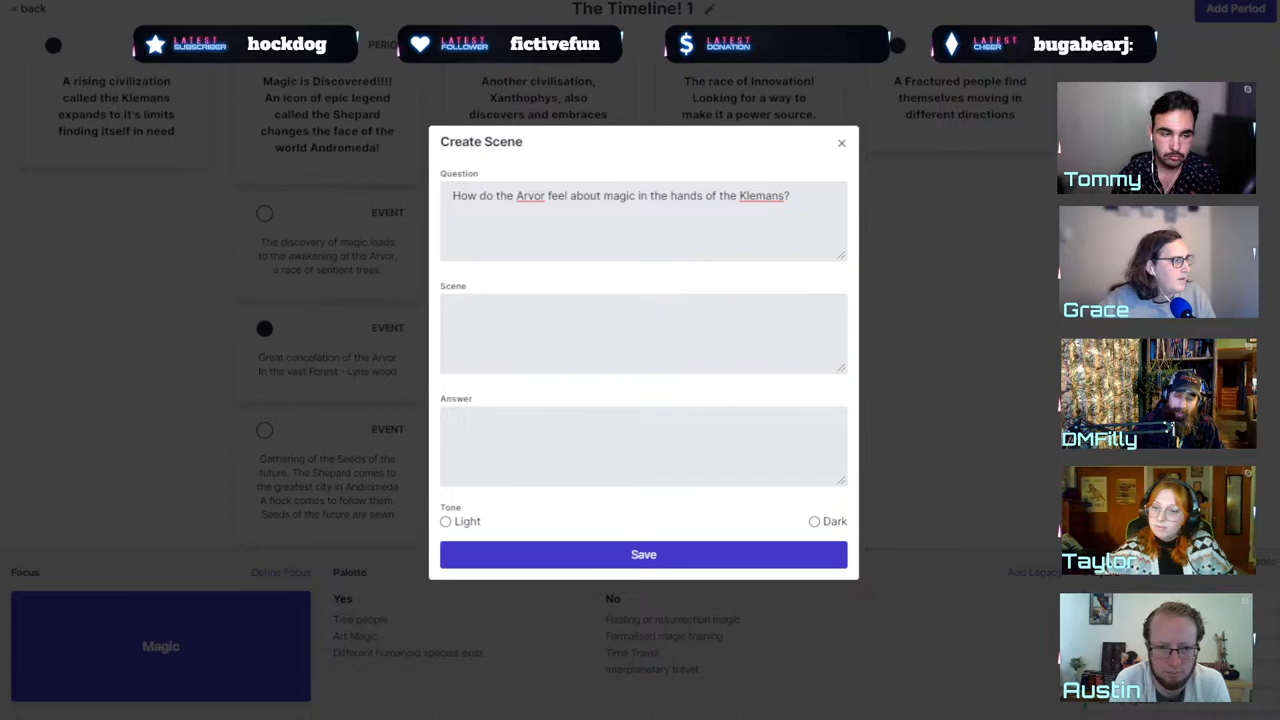 back
The Timeline! 1
Add Period
LATEST
SUBSCRIBER
hockdog
LATEST
FOLLOWER
fictivefun
LATEST
DONATION
LATEST
CHEER
bugabearj:
A rising civilization
called the Klemans
expands to it's limits
finding itself in need
Magic is Discovered!!!!
An icon of epic legend
called the Shepard
changes the face of the
world Andromeda!
Another civilisation,
Xanthophys, also
discovers and embraces
The race of Innovation!
Looking for a way to
make it a power source.
A Fractured people find
themselves moving in
different directions
EVENT
The discovery of magic leads
to the awakening of the Arvor,
a race of sentient trees.
EVENT
Great concolation of the Arvor
In the vast Forest - Lyris wood
EVENT
Gathering of the Seeds of the
future. The Shepard comes to
the greatest city in Andromeda
A flock comes to follow them.
Seeds of the future are sewn
Create Scene
×
Question
How do the Arvor feel about magic in the hands of the Klemans?
Scene
Answer
Tone
Light
Dark
Save
Focus
Define Focus
Magic
Palette
Yes
Tree people
Art Magic
Different humanoid species exist
No
Healing or resurrection magic
Formalised magic training
Time Travel
Interplanetary travel
Add Legacy
Tommy
Grace
DMFilly
Taylor
Austin